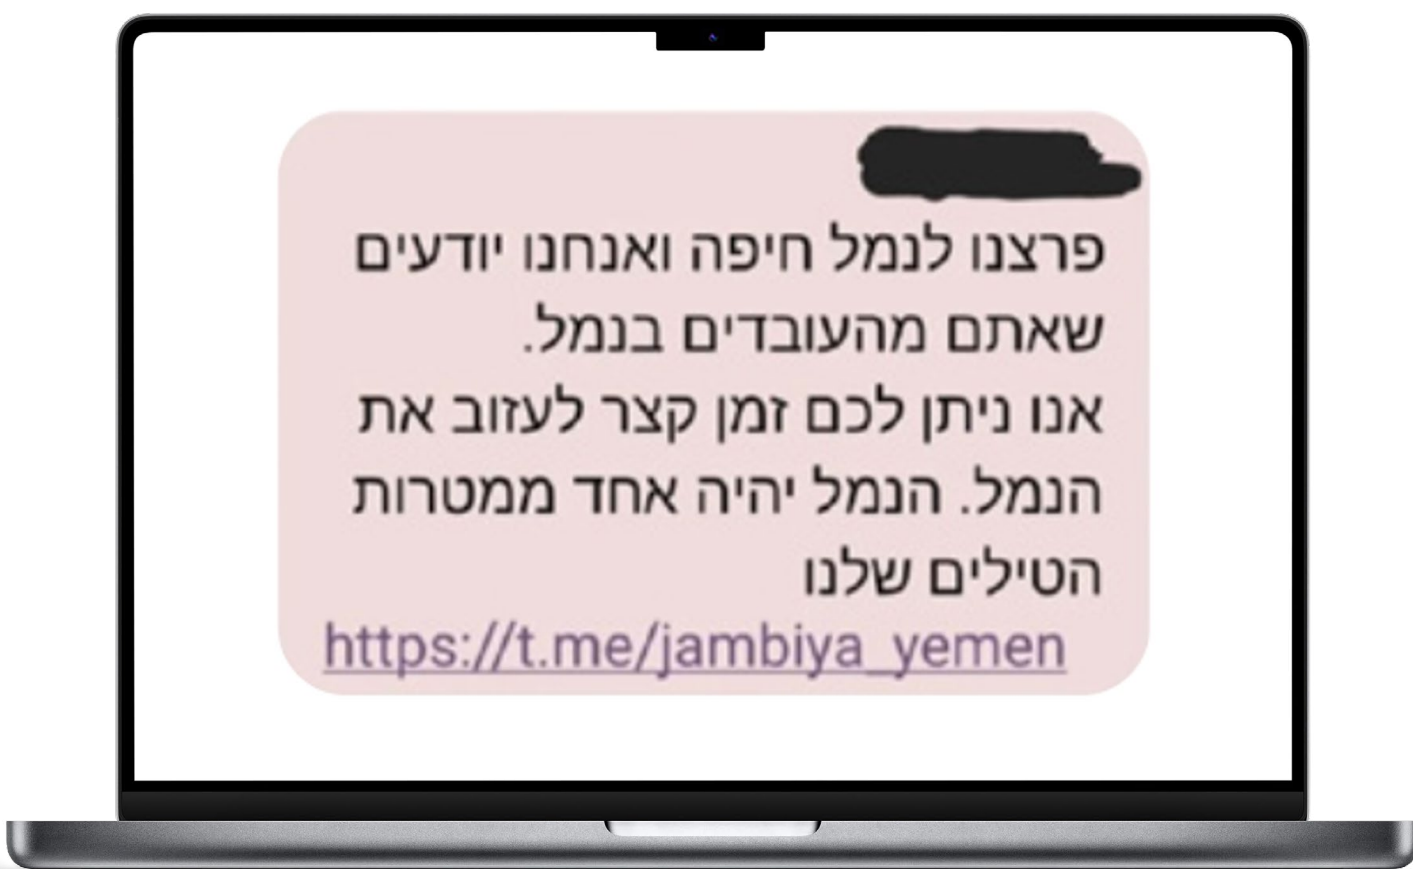 פרצנו לנמל חיפה ואנחנו יודעים
שאתם מהעובדים בנמל.
אנו ניתן לכם זמן קצר לעזוב את
הנמל. הנמל יהיה אחד ממטרות
הטילים שלנו
https://t.me/jambiya_yemen